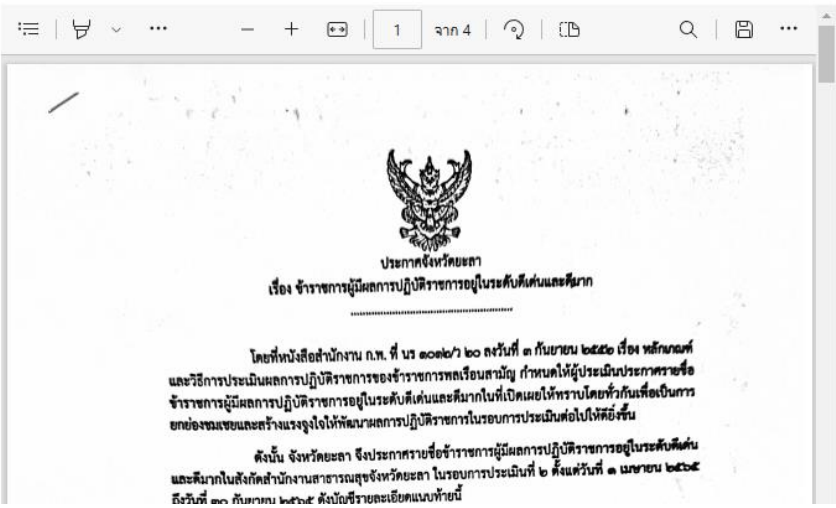 1 จาก 4
ประกาศจังหวัดยะลา
เรื่อง ข้าราชการผู้มีผลการปฏิบัติราชการอยู่ในระดับดีเด่นและดีมาก
โดยที่หนังสือสำนักงาน ก.พ. ที่ นร ๑๐๑๒/ว ๒๐ ลงวันที่ ๓ กันยายน ๒๕๕๒ เรื่อง หลักเกณฑ์
และวิธีการประเมินผลการปฏิบัติราชการของข้าราชการพลเรือนสามัญ กำหนดให้ผู้ประเมินประกาศรายชื่อ
ข้าราชการผู้มีผลการปฏิบัติราชการอยู่ในระดับดีเด่นและดีมากในที่เปิดเผยให้ทราบโดยทั่วกันเพื่อเป็นการ
ยกย่องชมเชยและสร้างแรงจูงใจให้พัฒนาผลการปฏิบัติราชการในรอบการประเมินต่อไปให้ดียิ่งขึ้น
ดังนั้น จังหวัดยะลา จึงประกาศรายชื่อข้าราชการผู้มีผลการปฏิบัติราชการอยู่ในระดับดีเด่น
และดีมากในสังกัดสำนักงานสาธารณสุขจังหวัดยะลา ในรอบการประเมินที่ ๒ ตั้งแต่วันที่ ๑ เมษายน ๒๕๖๕
ถึงวันที่ ๓๐ กันยายน ๒๕๖๕ ดังบัญชีรายละเอียดแนบท้ายนี้